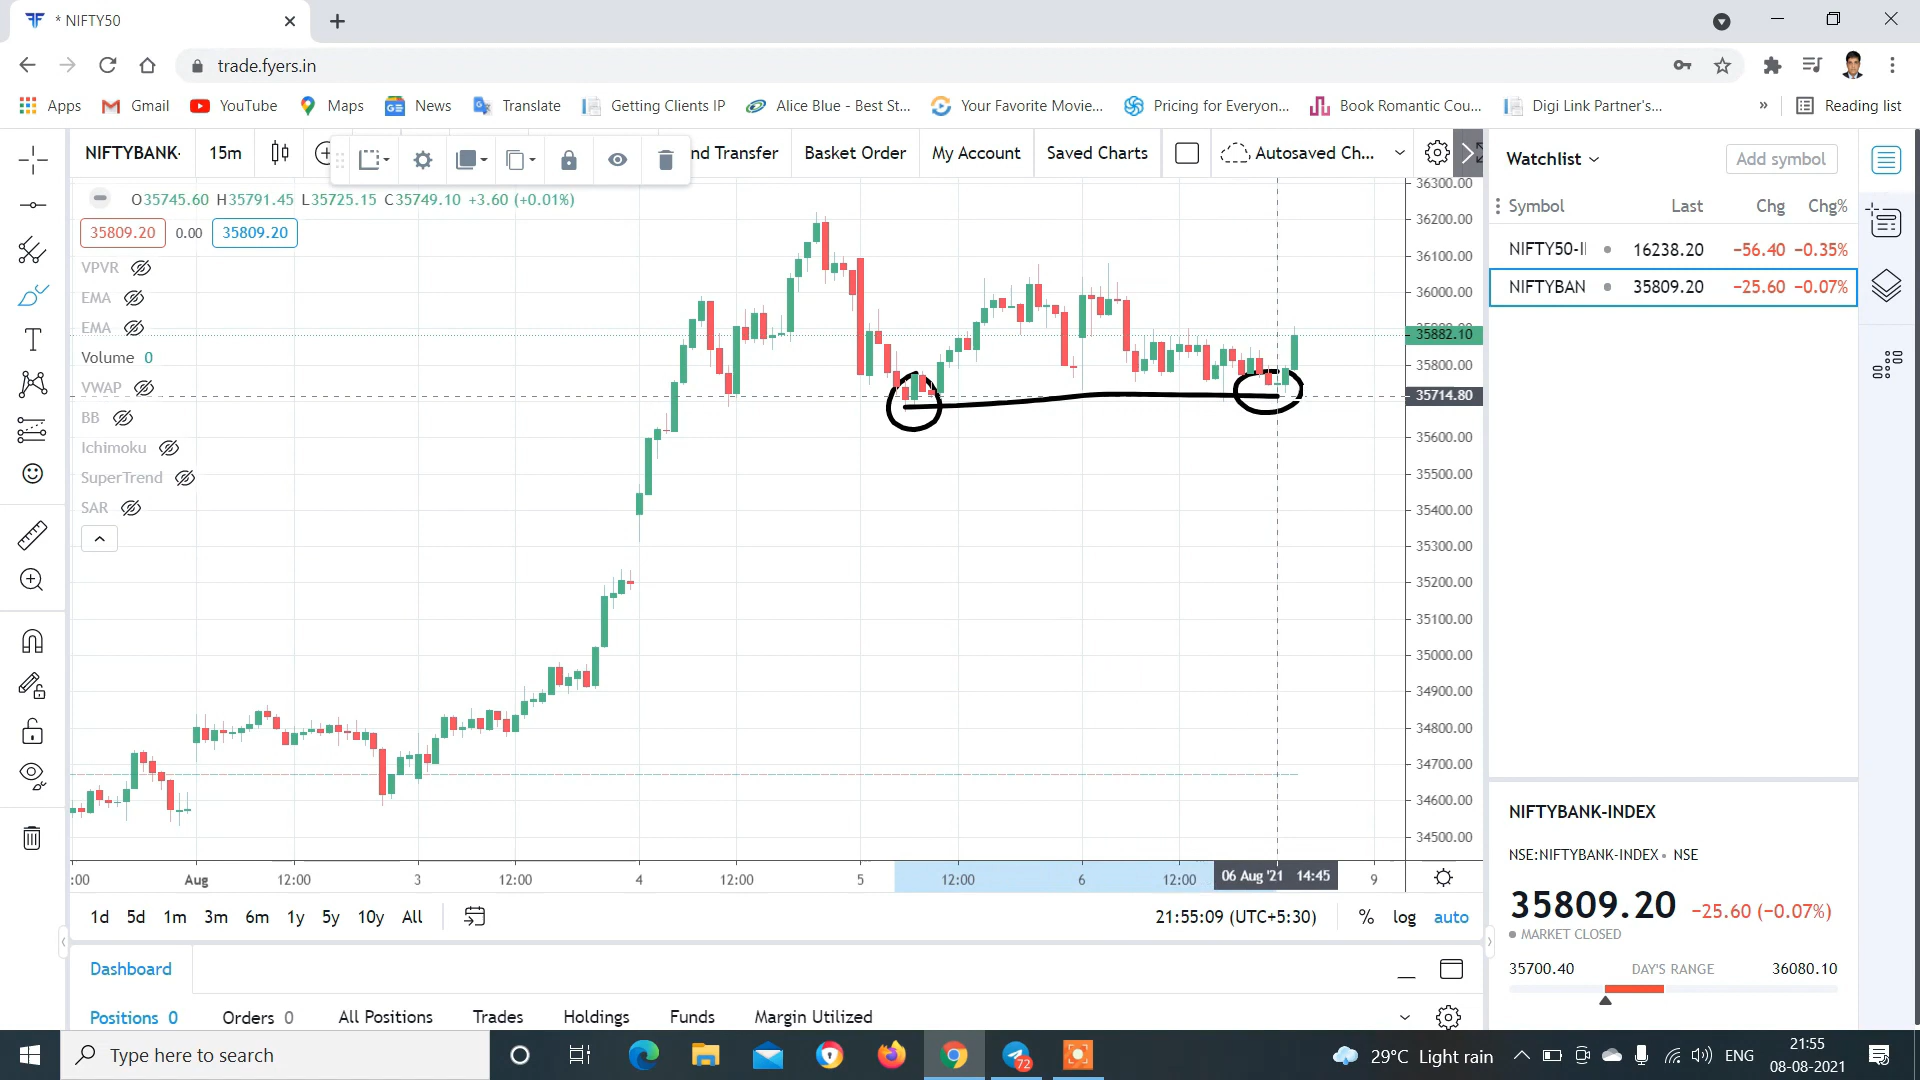 * NIFTY50
trade.fyers.in
Apps Gmail YouTube Maps News Translate Getting Clients IP Alice Blue - Best St... Your Favorite Movie... Pricing for Everyon... Book Romantic Cou... Digi Link Partner's... » Reading list
NIFTYBANK- 15m nd Transfer Basket Order My Account Saved Charts Autosaved Ch...
O35745.60 H35791.45 L35725.15 C35749.10 +3.60 (+0.01%)
35809.20 0.00 35809.20
VPVR
EMA
EMA
Volume 0
VWAP
BB
Ichimoku
SuperTrend
SAR
36300.00
36200.00
36100.00
36000.00
35882.10
35800.00
35714.80
35600.00
35500.00
35400.00
35300.00
35200.00
35100.00
35000.00
34900.00
34800.00
34700.00
34600.00
34500.00
:00 Aug 12:00 3 12:00 4 12:00 5 12:00 6 12:00 06 Aug '21 14:45 9
1d 5d 1m 3m 6m 1y 5y 10y All 21:55:09 (UTC+5:30) % log auto
Dashboard
Positions 0 Orders 0 All Positions Trades Holdings Funds Margin Utilized
Watchlist Add symbol
Symbol Last Chg Chg%
NIFTY50-I 16238.20 −56.40 −0.35%
NIFTYBAN 35809.20 −25.60 −0.07%
NIFTYBANK-INDEX
NSE:NIFTYBANK-INDEX • NSE
35809.20 −25.60 (−0.07%)
MARKET CLOSED
35700.40 DAY'S RANGE 36080.10
Type here to search
72
29°C Light rain ENG 21:55
08-08-2021